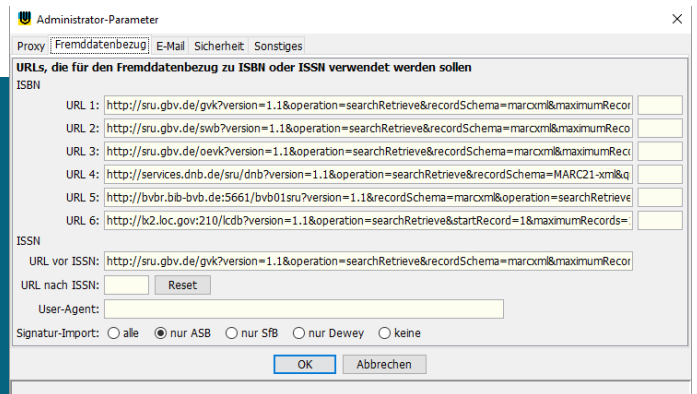 Administrator-Parameter
Proxy Fremddatenbezug E-Mail Sicherheit Sonstiges
URLs, die für den Fremddatenbezug zu ISBN oder ISSN verwendet werden sollen
ISBN
URL 1: http://sru.gbv.de/gvk?version=1.1&operation=searchRetrieve&recordSchema=marcxml&maximumRecor
URL 2: http://sru.gbv.de/swb?version=1.1&operation=searchRetrieve&recordSchema=marcxml&maximumReco
URL 3: http://sru.gbv.de/oevk?version=1.1&operation=searchRetrieve&recordSchema=marcxml&maximumRec
URL 4: http://services.dnb.de/sru/dnb?version=1.1&operation=searchRetrieve&recordSchema=MARC21-xml&q
URL 5: http://bvbr.bib-bvb.de:5661/bvb01sru?version=1.1&recordSchema=marcxml&operation=searchRetrieve
URL 6: http://lx2.loc.gov:210/lcdb?version=1.1&operation=searchRetrieve&startRecord=1&maximumRecords=
ISSN
URL vor ISSN: http://sru.gbv.de/gvk?version=1.1&operation=searchRetrieve&recordSchema=marcxml&maximumRecor
URL nach ISSN: Reset
User-Agent:
Signatur-Import: alle nur ASB nur SfB nur Dewey keine
OK Abbrechen